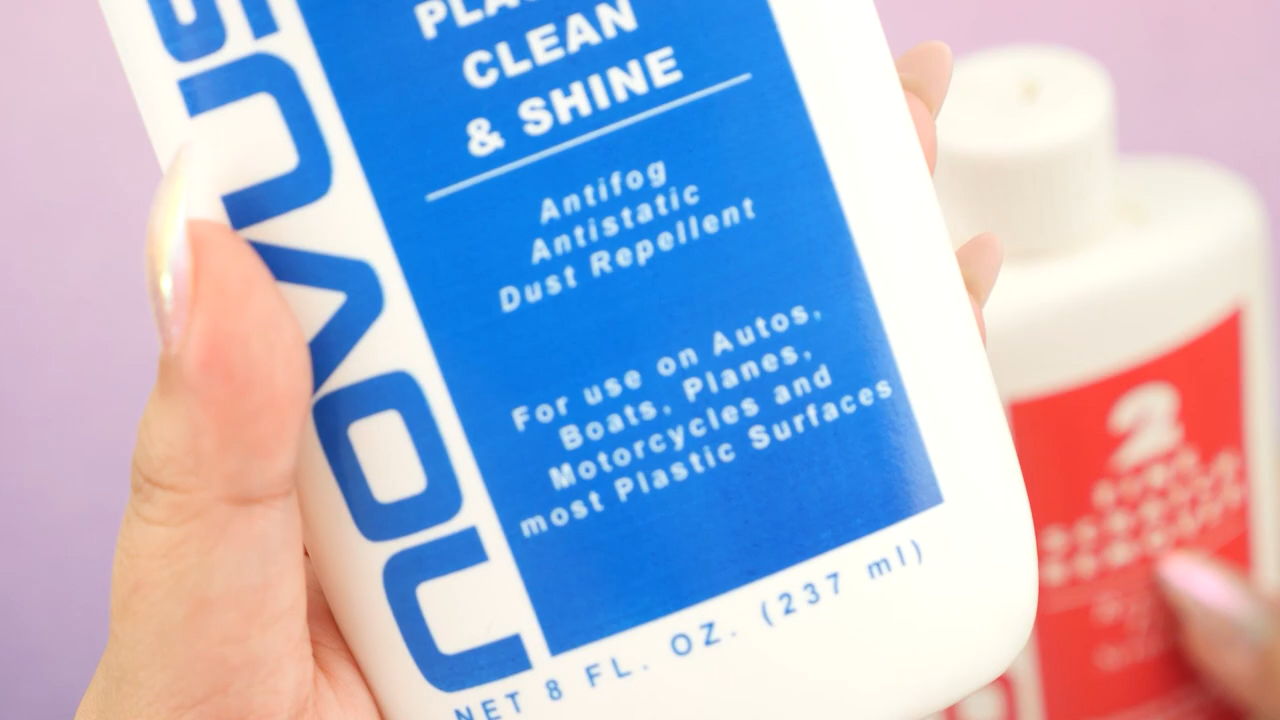 novus
PLA
CLEAN
& SHINE
Antifog
Antistatic
Dust Repellent
For use on Autos,
Boats, Planes,
Motorcycles and
most Plastic Surfaces
NET 8 FL. OZ. (237 ml)
2